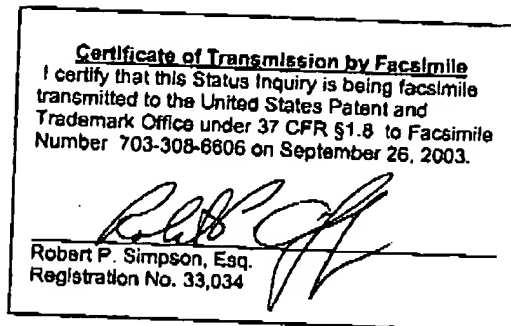 Certificate of Transmission by Facsimile
I certify that this Status Inquiry is being facsimile
transmitted to the United States Patent and
Trademark Office under 37 CFR §1.8 to Facsimile
Number 703-308-6606 on September 26, 2003.
Robert P. Simpson, Esq.
Registration No. 33,034